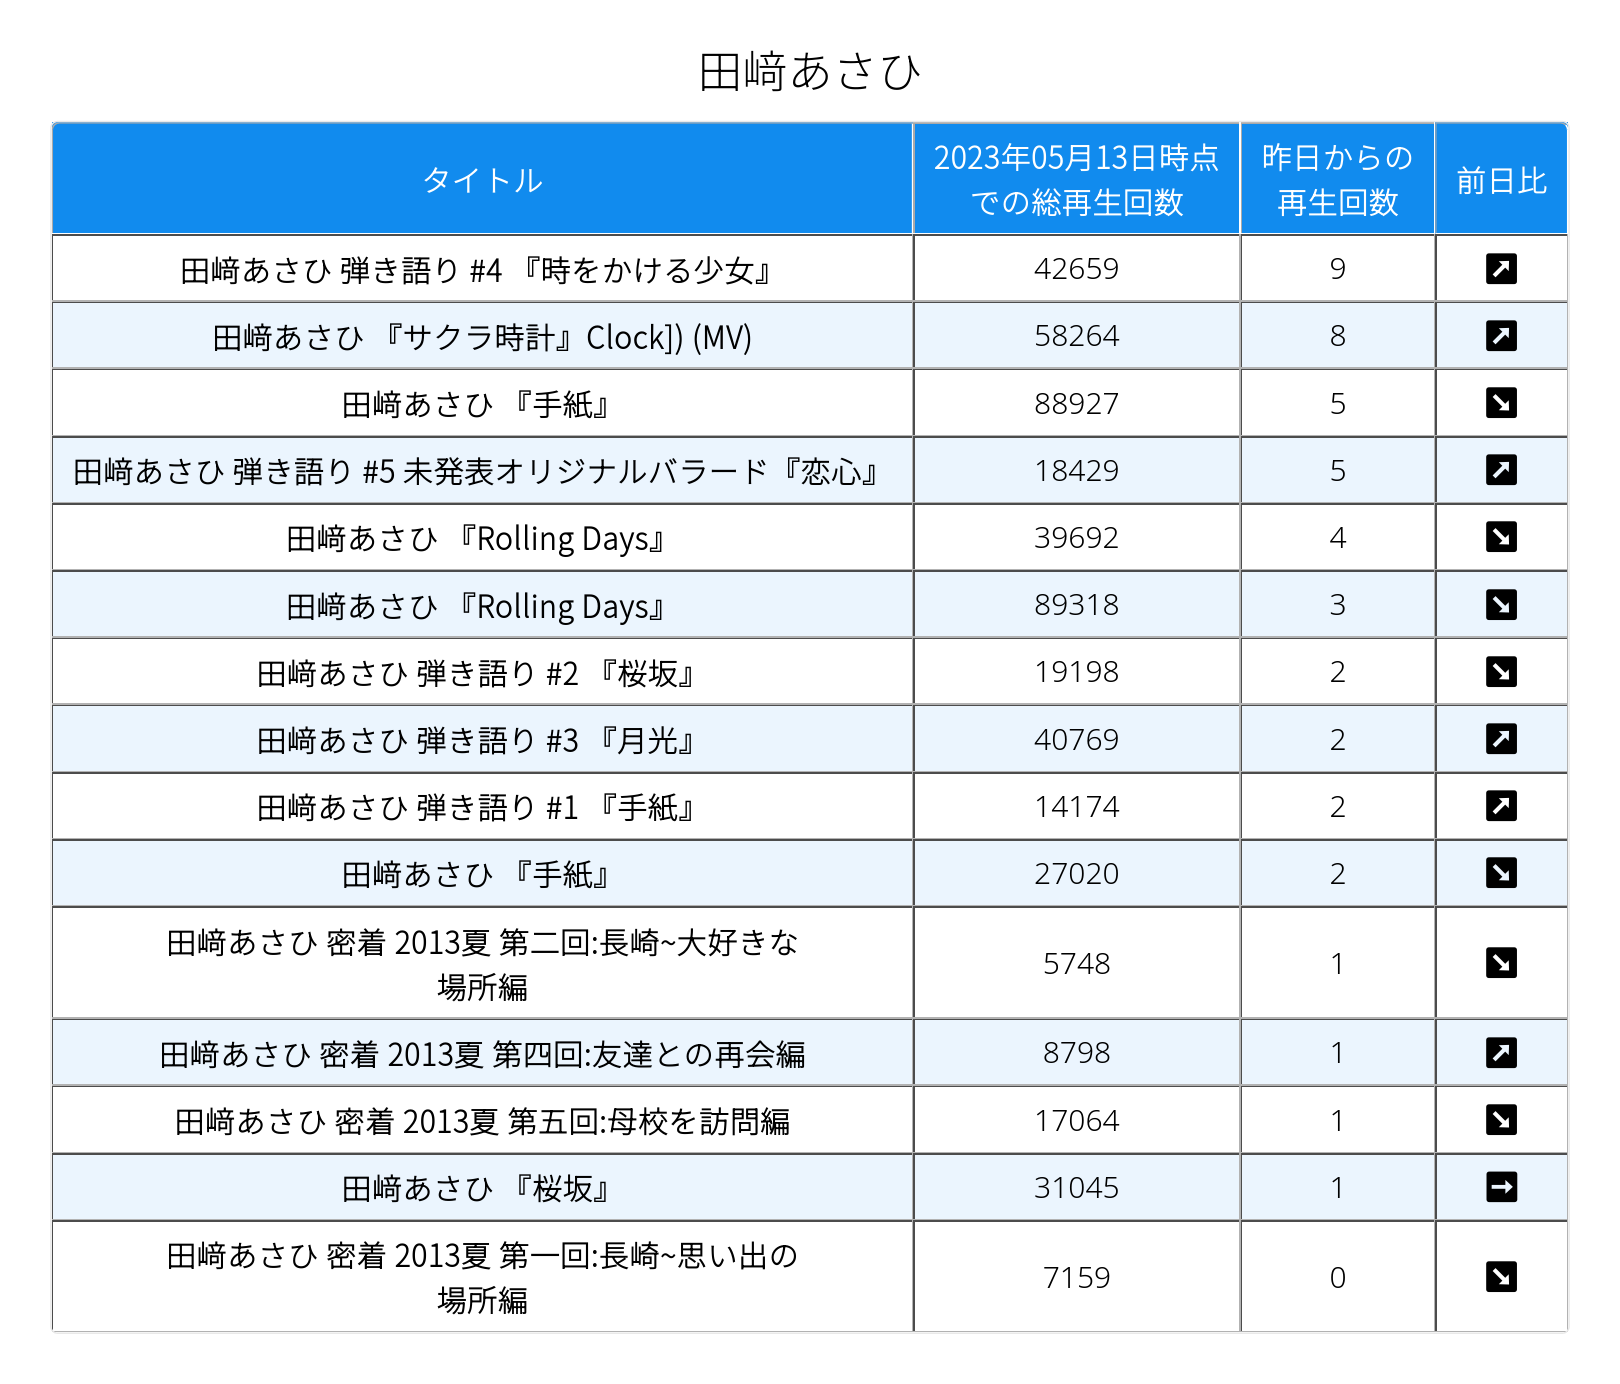 田﨑あさひ
タイトル
2023年05月13日時点
での総再生回数
昨日からの
再生回数
前日比
田﨑あさひ 弾き語り #4 『時をかける少女』 42659 9 ↗
田﨑あさひ 『サクラ時計』Clock]) (MV) 58264 8 ↗
田﨑あさひ 『手紙』 88927 5 ↘
田﨑あさひ 弾き語り #5 未発表オリジナルバラード『恋心』 18429 5 ↗
田﨑あさひ 『Rolling Days』 39692 4 ↘
田﨑あさひ 『Rolling Days』 89318 3 ↘
田﨑あさひ 弾き語り #2 『桜坂』 19198 2 ↘
田﨑あさひ 弾き語り #3 『月光』 40769 2 ↗
田﨑あさひ 弾き語り #1 『手紙』 14174 2 ↗
田﨑あさひ 『手紙』 27020 2 ↘
田﨑あさひ 密着 2013夏 第二回:長崎~大好きな
場所編 5748 1 ↘
田﨑あさひ 密着 2013夏 第四回:友達との再会編 8798 1 ↗
田﨑あさひ 密着 2013夏 第五回:母校を訪問編 17064 1 ↘
田﨑あさひ 『桜坂』 31045 1 →
田﨑あさひ 密着 2013夏 第一回:長崎~思い出の
場所編 7159 0 ↘